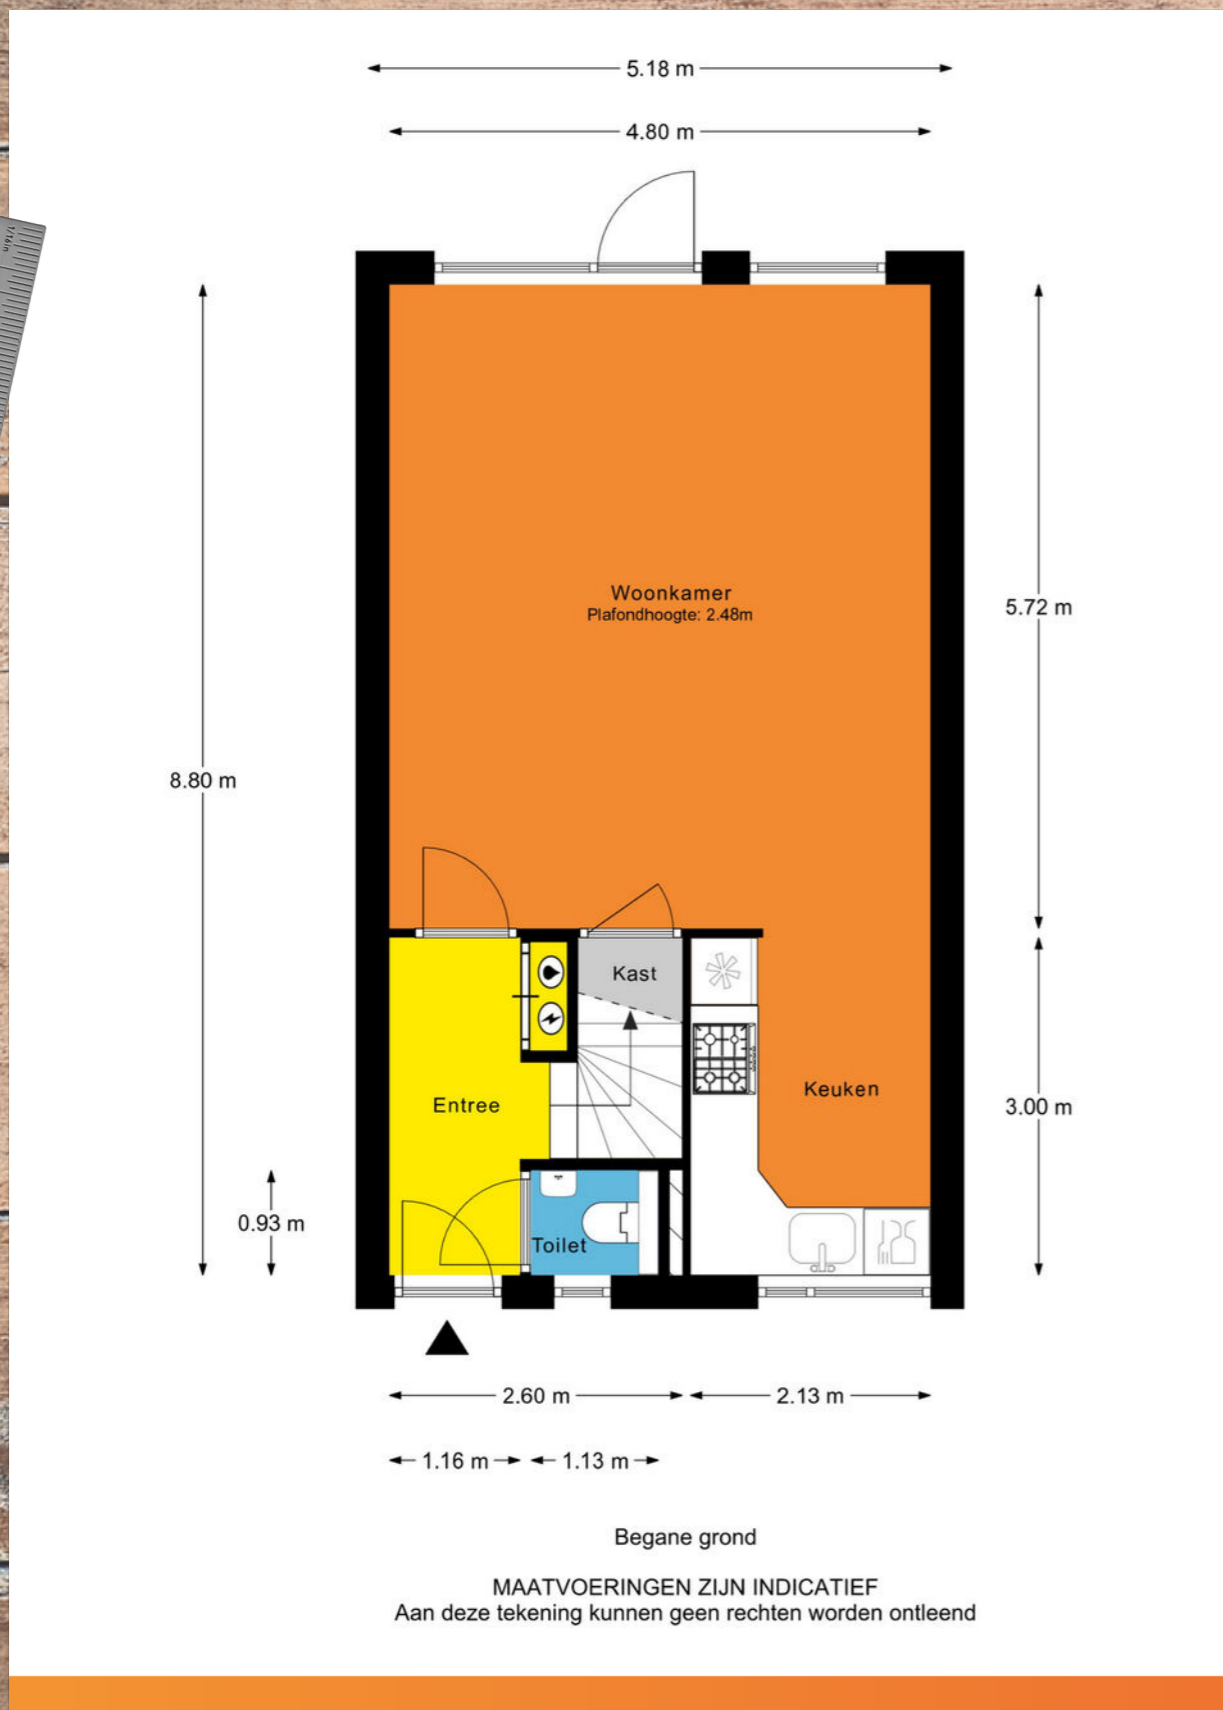 5.18 m
4.80 m
1/16in
Woonkamer
Plafondhoogte: 2.48m
5.72 m
8.80 m
Kast
Keuken
Entree
3.00 m
0.93 m
Toilet
2.60 m
2.13 m
1.16 m
1.13 m
Begane grond
MAATVOERINGEN ZIJN INDICATIEF
Aan deze tekening kunnen geen rechten worden ontleend